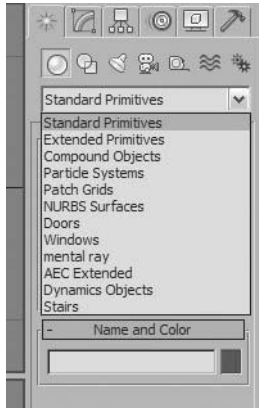 Standard Primitives
Standard Primitives
Extended Primitives
Compound Objects
Particle Systems
Patch Grids
NURBS Surfaces
Doors
Windows
mental ray
AEC Extended
Dynamics Objects
Stairs
- Name and Color